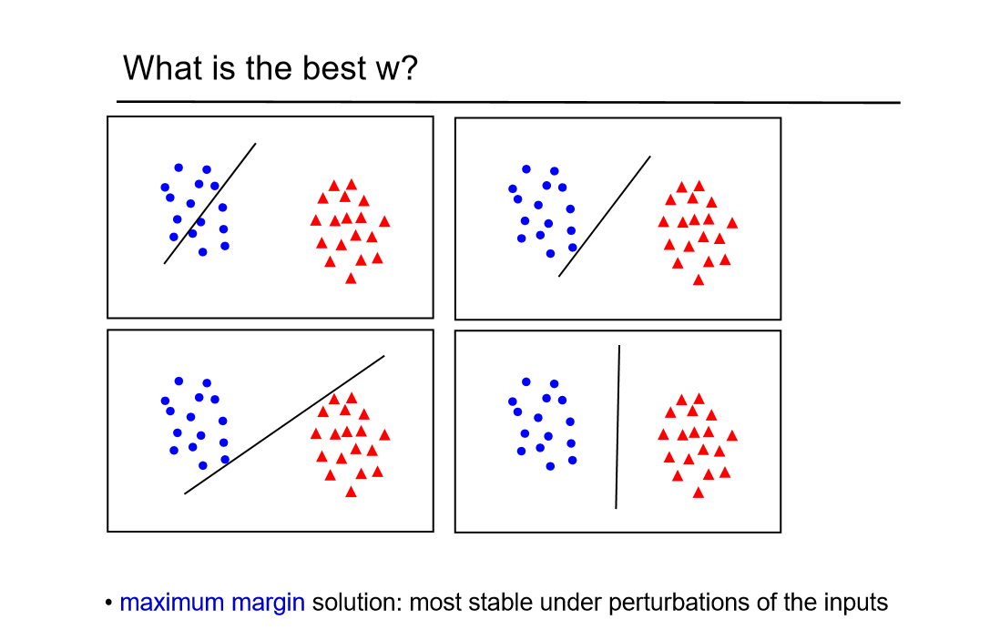 What is the best w?
• maximum margin solution: most stable under perturbations of the inputs